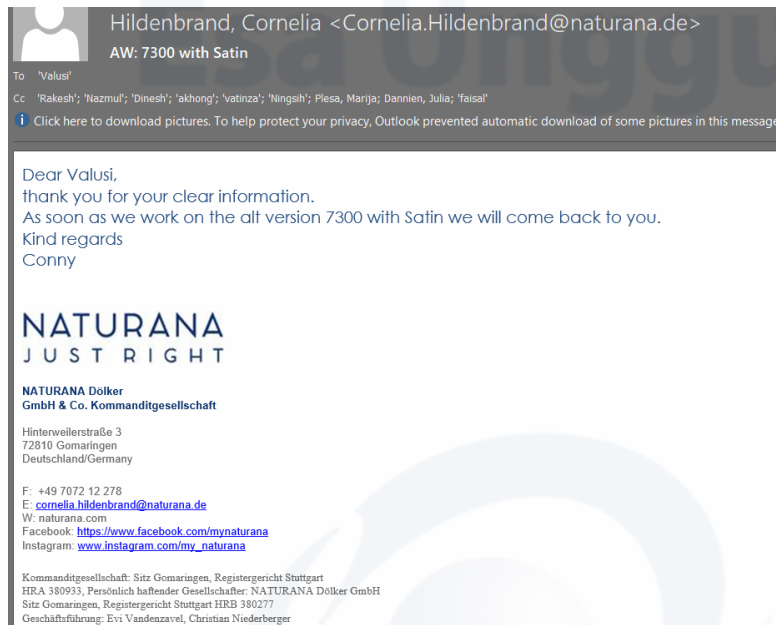 Esa Unggu
Hildenbrand, Cornelia <Cornelia.Hildenbrand@naturana.de>
AW: 7300 with Satin
To 'Valusi'
Cc 'Rakesh'; 'Nazmul'; 'Dinesh'; 'akhong'; 'vatinza'; 'Ningsih'; Plesa, Marija; Dannien, Julia; 'faisal'
Click here to download pictures. To help protect your privacy, Outlook prevented automatic download of some pictures in this message
Dear Valusi,
thank you for your clear information.
As soon as we work on the alt version 7300 with Satin we will come back to you.
Kind regards
Conny
NATURANA
JUST RIGHT
NATURANA Dölker
GmbH & Co. Kommanditgesellschaft
Hinterweilerstraße 3
72810 Gomaringen
Deutschland/Germany
F: +49 7072 12 278
E: cornelia.hildenbrand@naturana.de
W: naturana.com
Facebook: https://www.facebook.com/mynaturana
Instagram: www.instagram.com/my_naturana
Kommanditgesellschaft: Sitz Gomaringen, Registergericht Stuttgart
HRA 380933, Persönlich haftender Gesellschafter: NATURANA Dölker GmbH
Sitz Gomaringen, Registergericht Stuttgart HRB 380277
Geschäftsführung: Evi Vandenzavel, Christian Niederberger